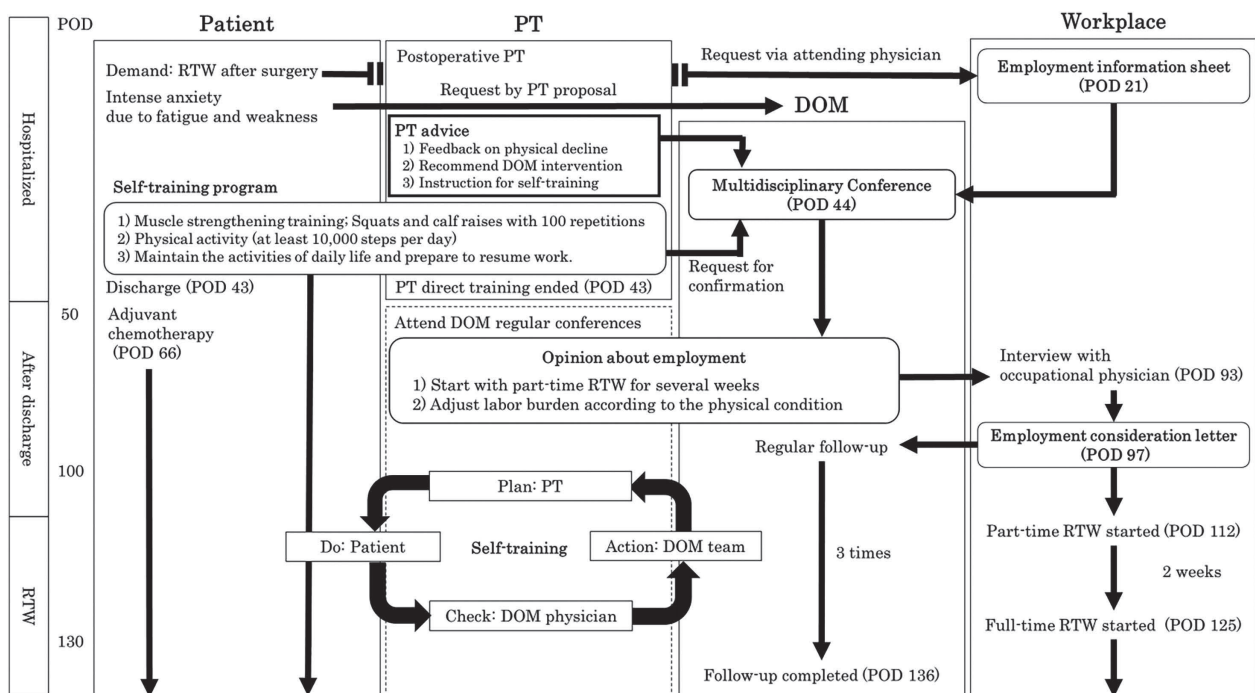 POD
Patient
PT
Workplace
Hospitalized
Demand: RTW after surgery
Postoperative PT
Request via attending physician
Employment information sheet
(POD 21)
Intense anxiety
due to fatigue and weakness
Request by PT proposal
DOM
PT advice
1) Feedback on physical decline
2) Recommend DOM intervention
3) Instruction for self-training
Multidisciplinary Conference
(POD 44)
Self-training program
1) Muscle strengthening training; Squats and calf raises with 100 repetitions
2) Physical activity (at least 10,000 steps per day)
3) Maintain the activities of daily life and prepare to resume work.
Request for
confirmation
Discharge (POD 43)
PT direct training ended (POD 43)
50
After discharge
Adjuvant
chemotherapy
(POD 66)
Attend DOM regular conferences
Opinion about employment
1) Start with part-time RTW for several weeks
2) Adjust labor burden according to the physical condition
Interview with
occupational physician (POD 93)
Regular follow-up
Employment consideration letter
(POD 97)
100
Plan: PT
Do: Patient
Self-training
Action: DOM team
Check: DOM physician
3 times
RTW
Part-time RTW started (POD 112)
2 weeks
Full-time RTW started (POD 125)
130
Follow-up completed (POD 136)